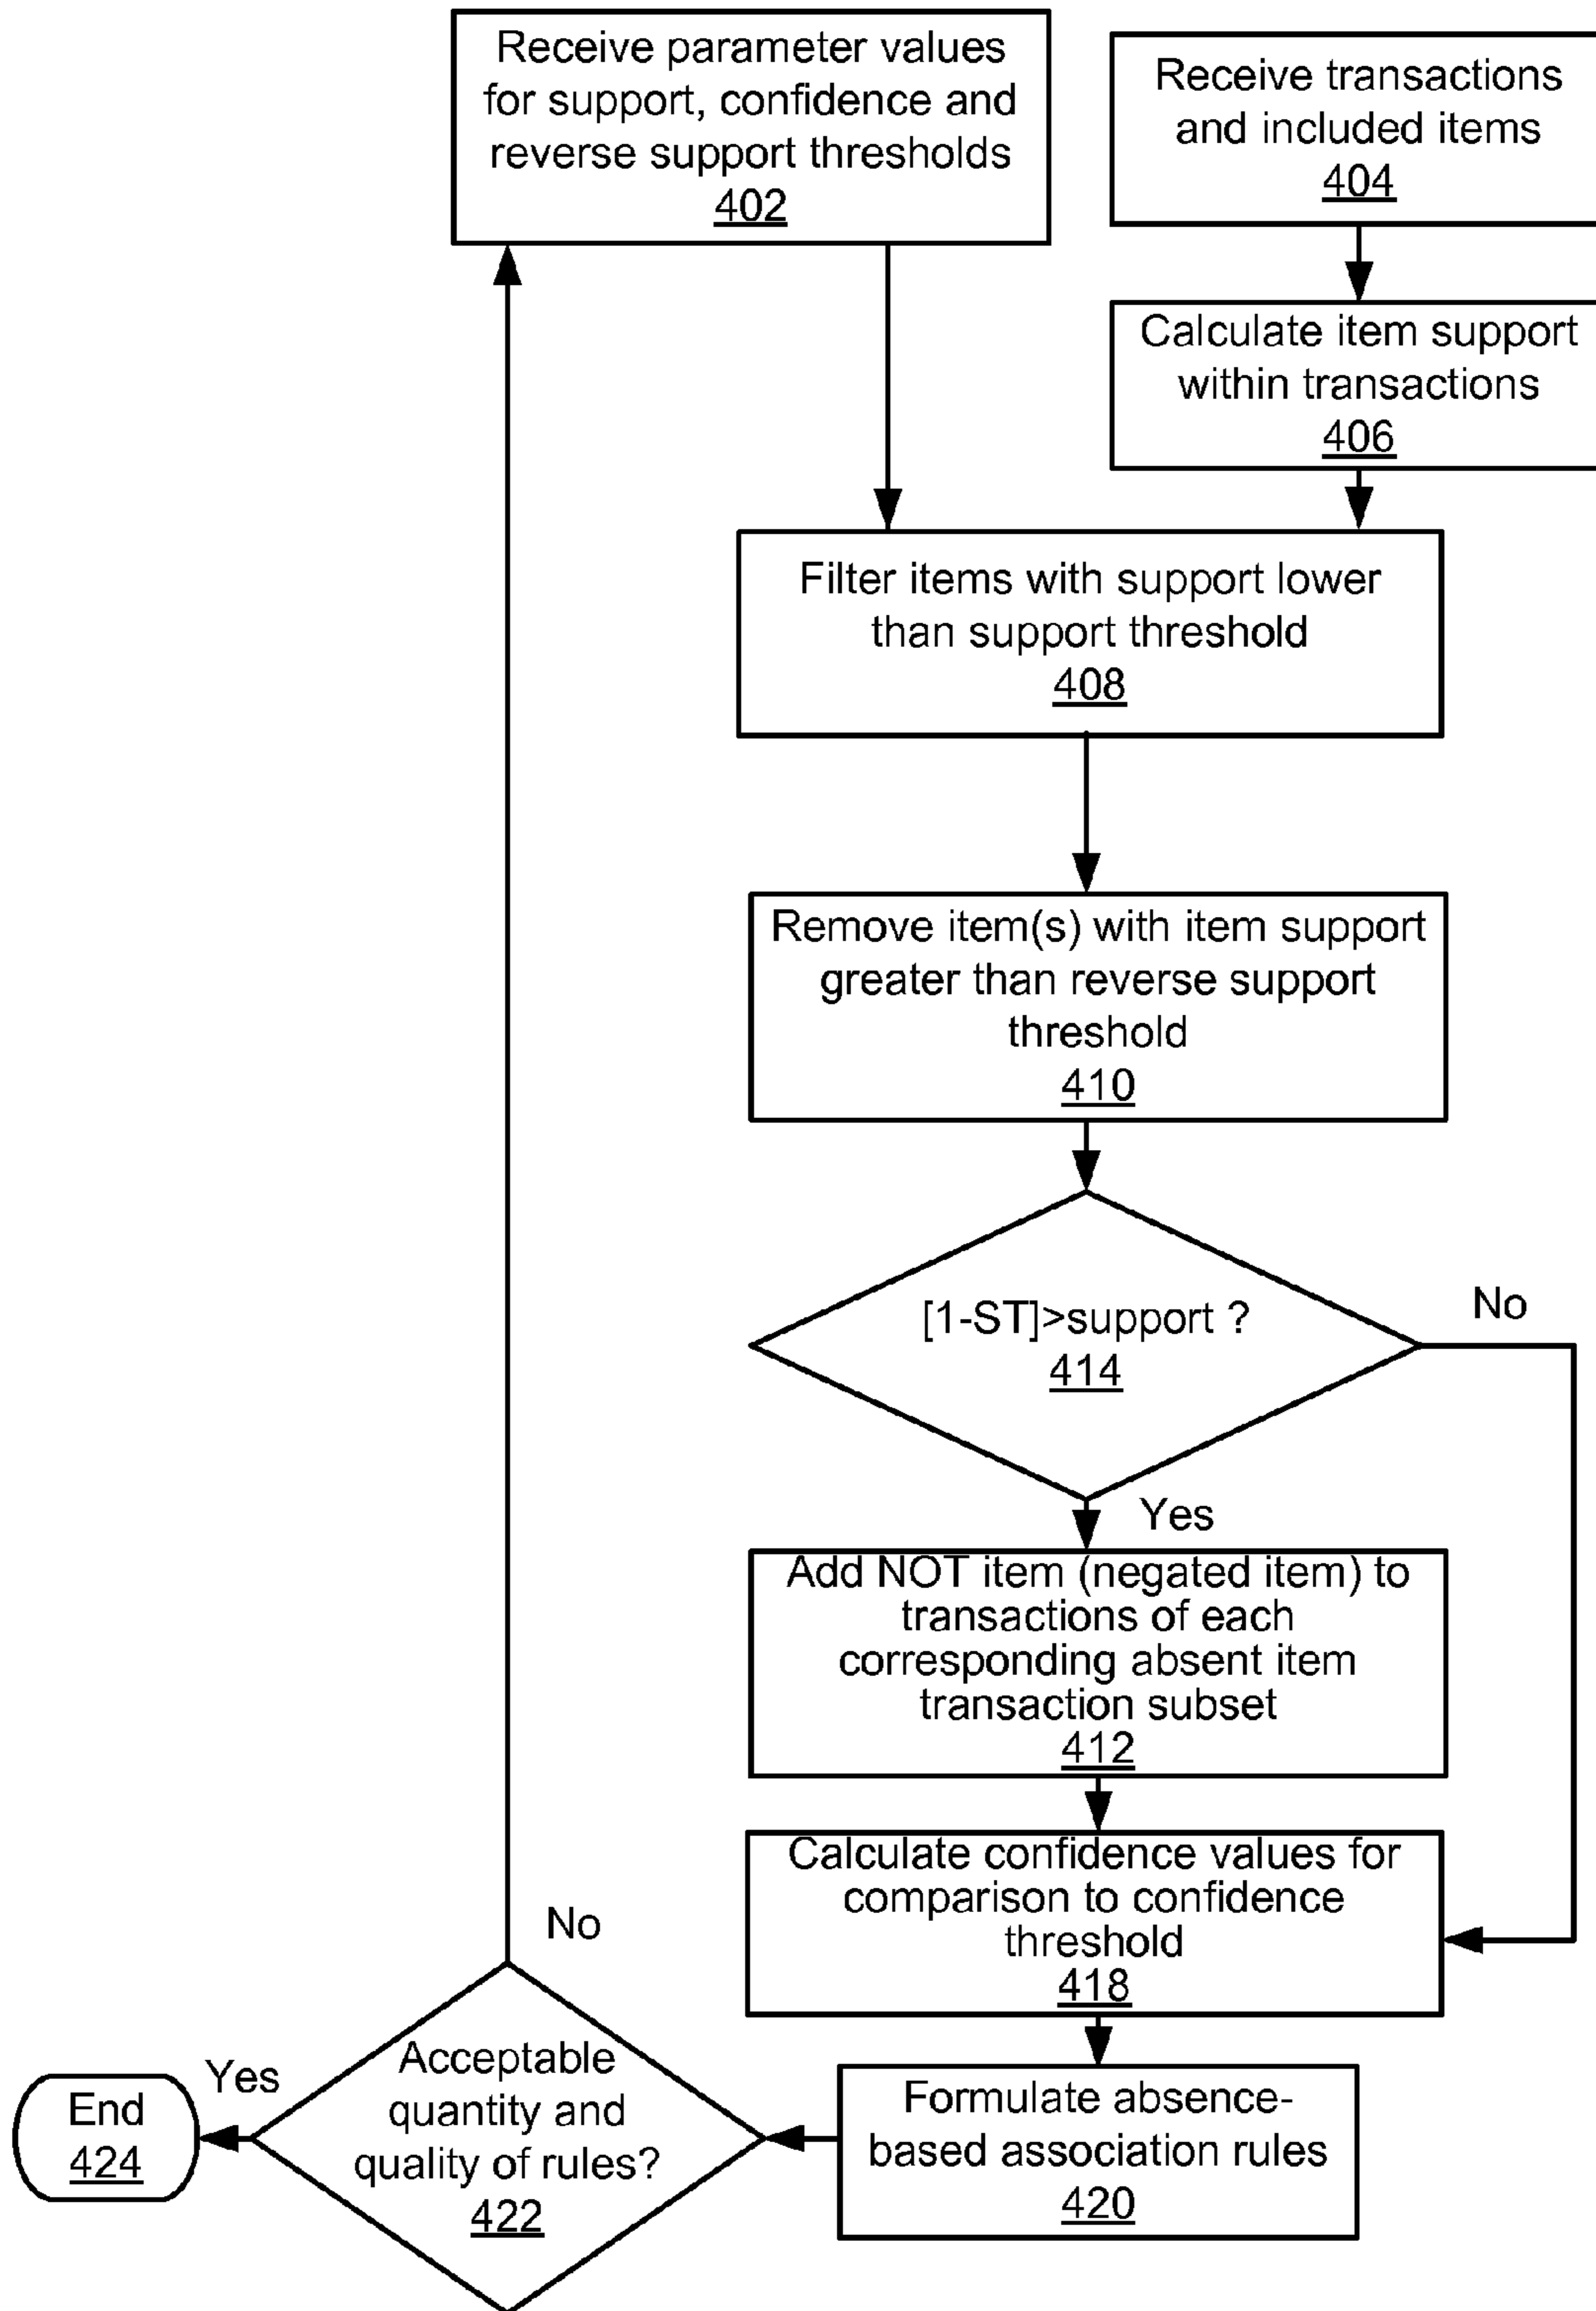 Receive parameter values
for support, confidence and
reverse support thresholds
402
Receive transactions
and included items
404
Calculate item support
within transactions
406
Filter items with support lower
than support threshold
408
Remove item(s) with item support
greater than reverse support
threshold
410
[1-ST]>support ?
414
No
Yes
Add NOT item (negated item) to
transactions of each
corresponding absent item
transaction subset
412
Calculate confidence values for
comparison to confidence
threshold
418
Formulate absence-
based association rules
420
No
Acceptable
quantity and
quality of rules?
422
Yes
End
424